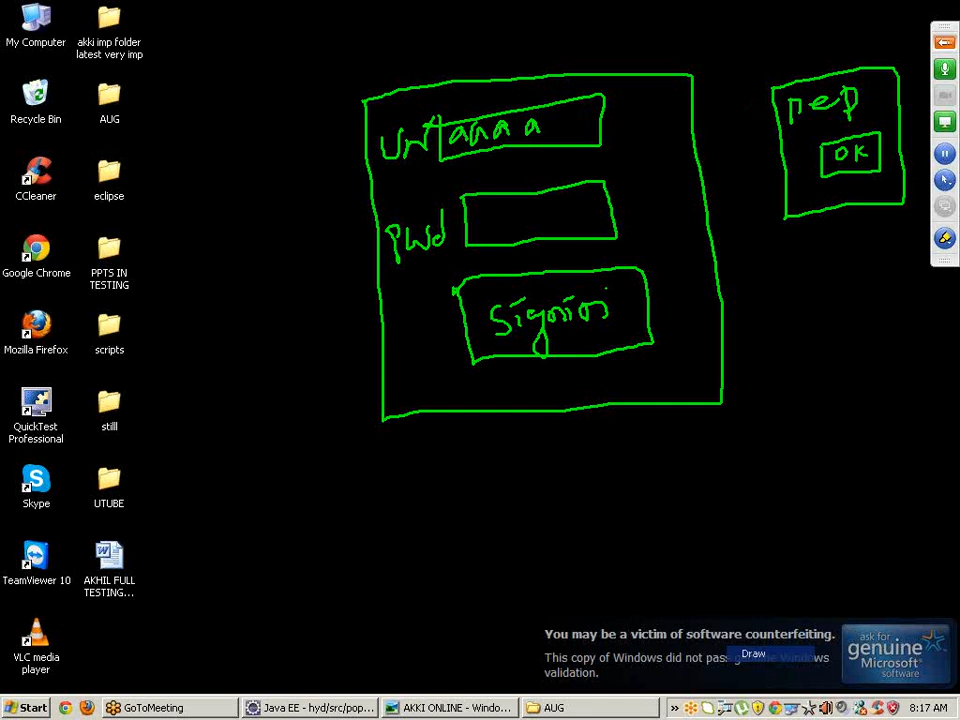 My Computer
akki imp folder
latest very imp
Recycle Bin
AUG
CCleaner
eclipse
Google Chrome
PPTS IN
TESTING
Mozilla Firefox
scripts
QuickTest
Professional
stilll
Skype
UTUBE
TeamViewer 10
AKHIL FULL
TESTING...
VLC media
player
UN aaaa
pwd
Signin
OK
You may be a victim of software counterfeiting.
This copy of Windows did not pass genuine Windows
validation.
Draw
ask for
genuine
Microsoft
software
Start
GoToMeeting
Java EE - hyd/src/pop...
AKKI ONLINE - Windo...
AUG
8:17 AM